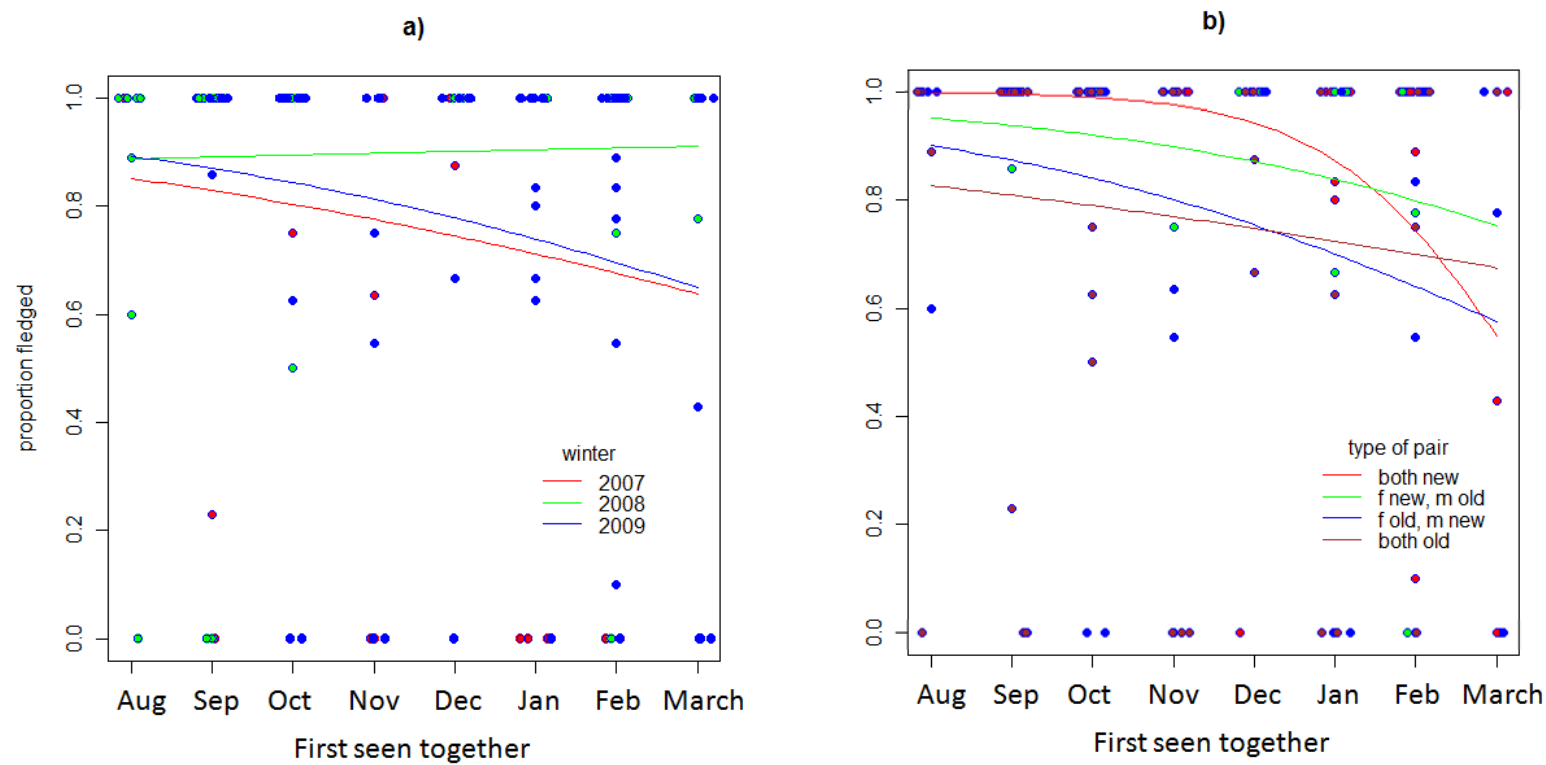 a)
proportion fledged
1.0
0.8
0.6
0.4
0.2
0.0
winter
2007
2008
2009
Aug Sep Oct Nov Dec Jan Feb March
First seen together
b)
1.0
0.8
0.6
0.4
0.2
0.0
type of pair
both new
f new, m old
f old, m new
both old
Aug Sep Oct Nov Dec Jan Feb March
First seen together